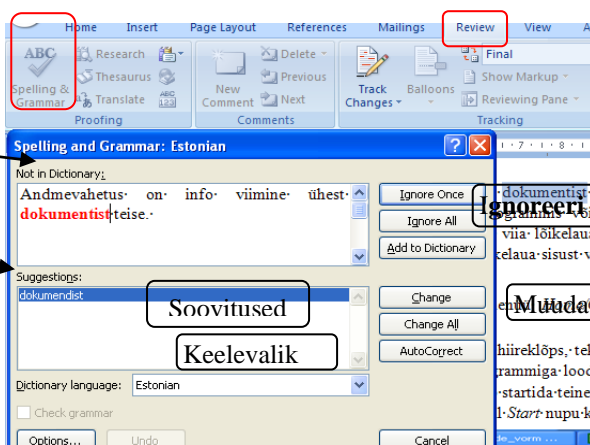 Home Insert Page Layout References Mailings Review View
ABC Research Delete Final
Spelling & Grammar Thesaurus New Comment Previous Track Changes Balloons Show Markup
Translate Next Reviewing Pane
Proofing Comments Tracking
Spelling and Grammar: Estonian
Not in Dictionary:
Andmevahetus· on· info· viimine· ühest·
dokumentist·teise.·
Ignore Once
Ignore All
Add to Dictionary
Ignoreeri
dokumentist
viia· lõikelaua
sisust·v
Suggestions:
dokumendist
Soovitused
Keelevalik
Change
Change All
AutoCorrect
Muuda
hiireklõps,·
startida·teine
Start·nupu·k
Dictionary language: Estonian
Check grammar
Options... Undo Cancel